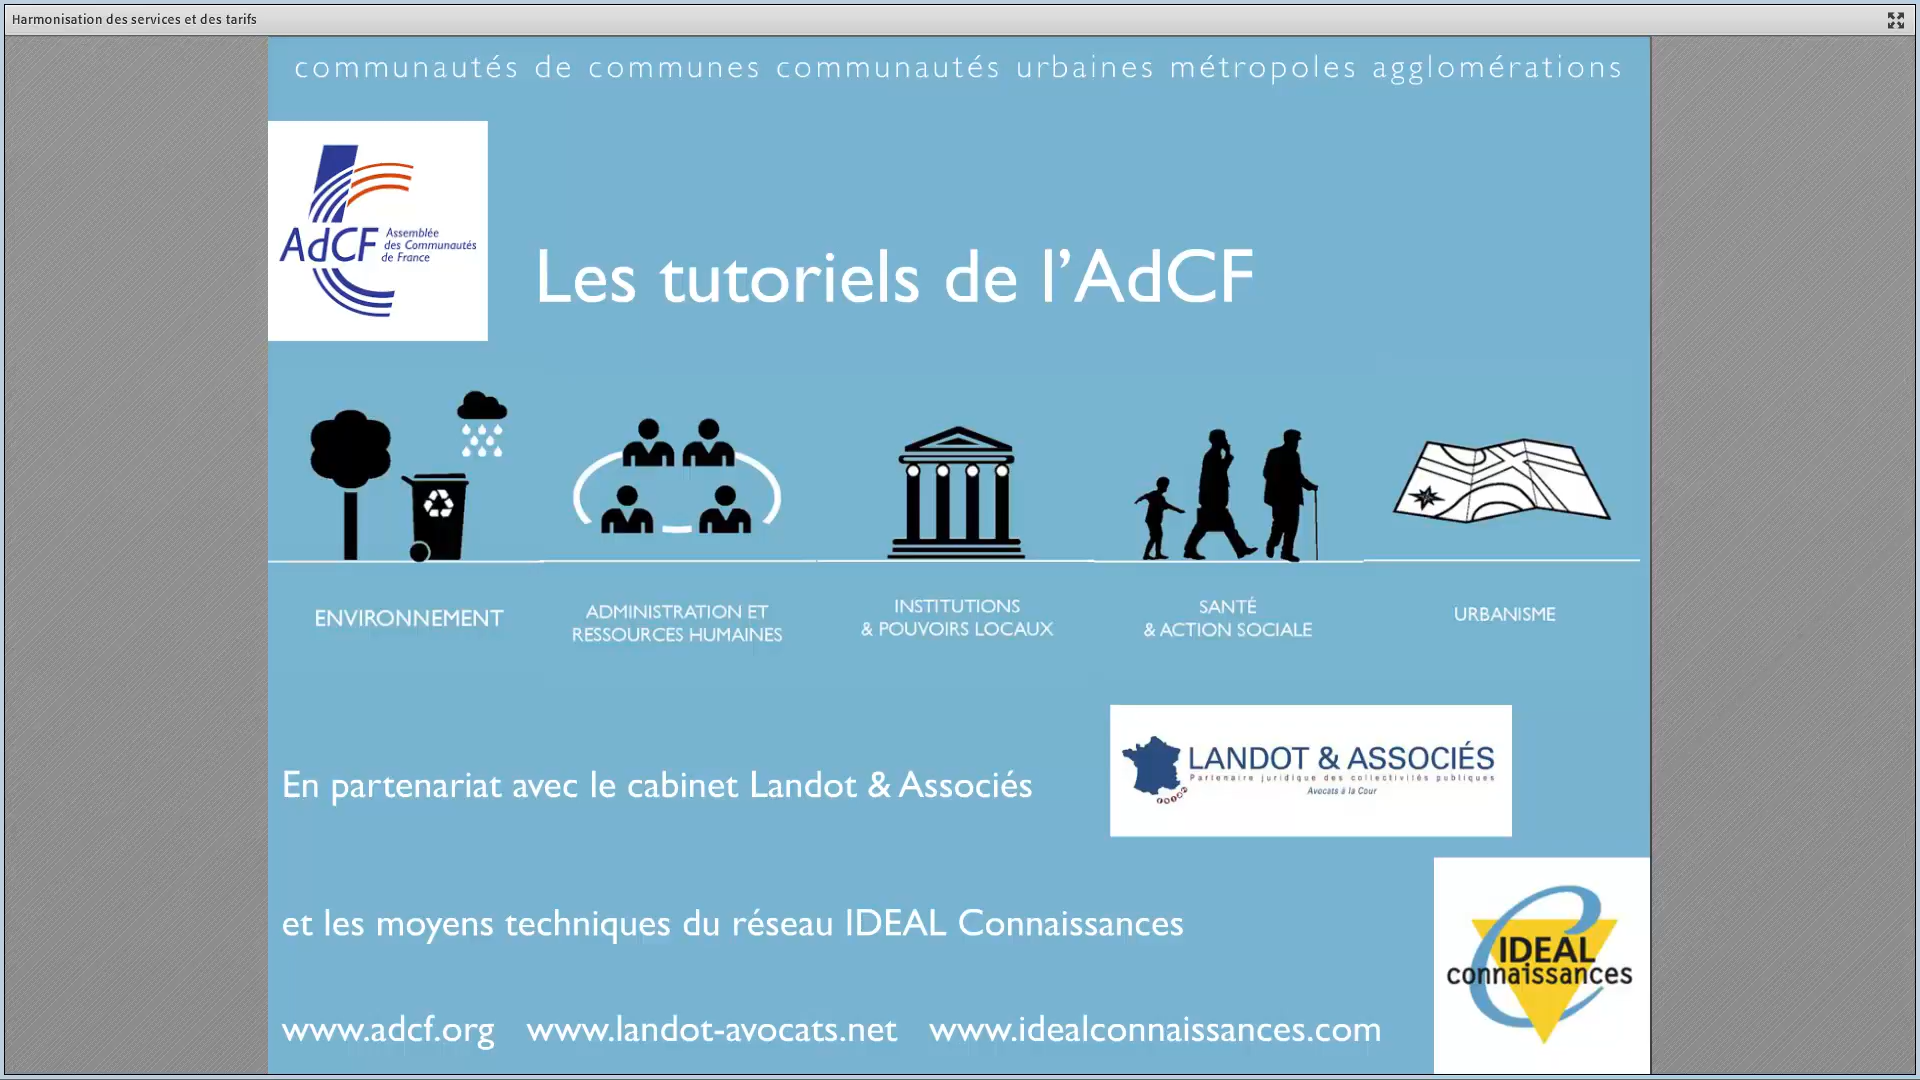 Harmonisation des services et des tarifs
communautés de communes communautés urbaines métropoles agglomérations
AdCF Assemblée
des Communautés
de France
Les tutoriels de l’AdCF
ENVIRONNEMENT
ADMINISTRATION ET
RESSOURCES HUMAINES
INSTITUTIONS
& POUVOIRS LOCAUX
SANTÉ
& ACTION SOCIALE
URBANISME
LANDOT & ASSOCIÉS
Partenaire juridique des collectivités publiques
Avocats à la Cour
En partenariat avec le cabinet Landot & Associés
et les moyens techniques du réseau IDEAL Connaissances
IDEAL
connaissances
www.adcf.org www.landot-avocats.net www.idealconnaissances.com